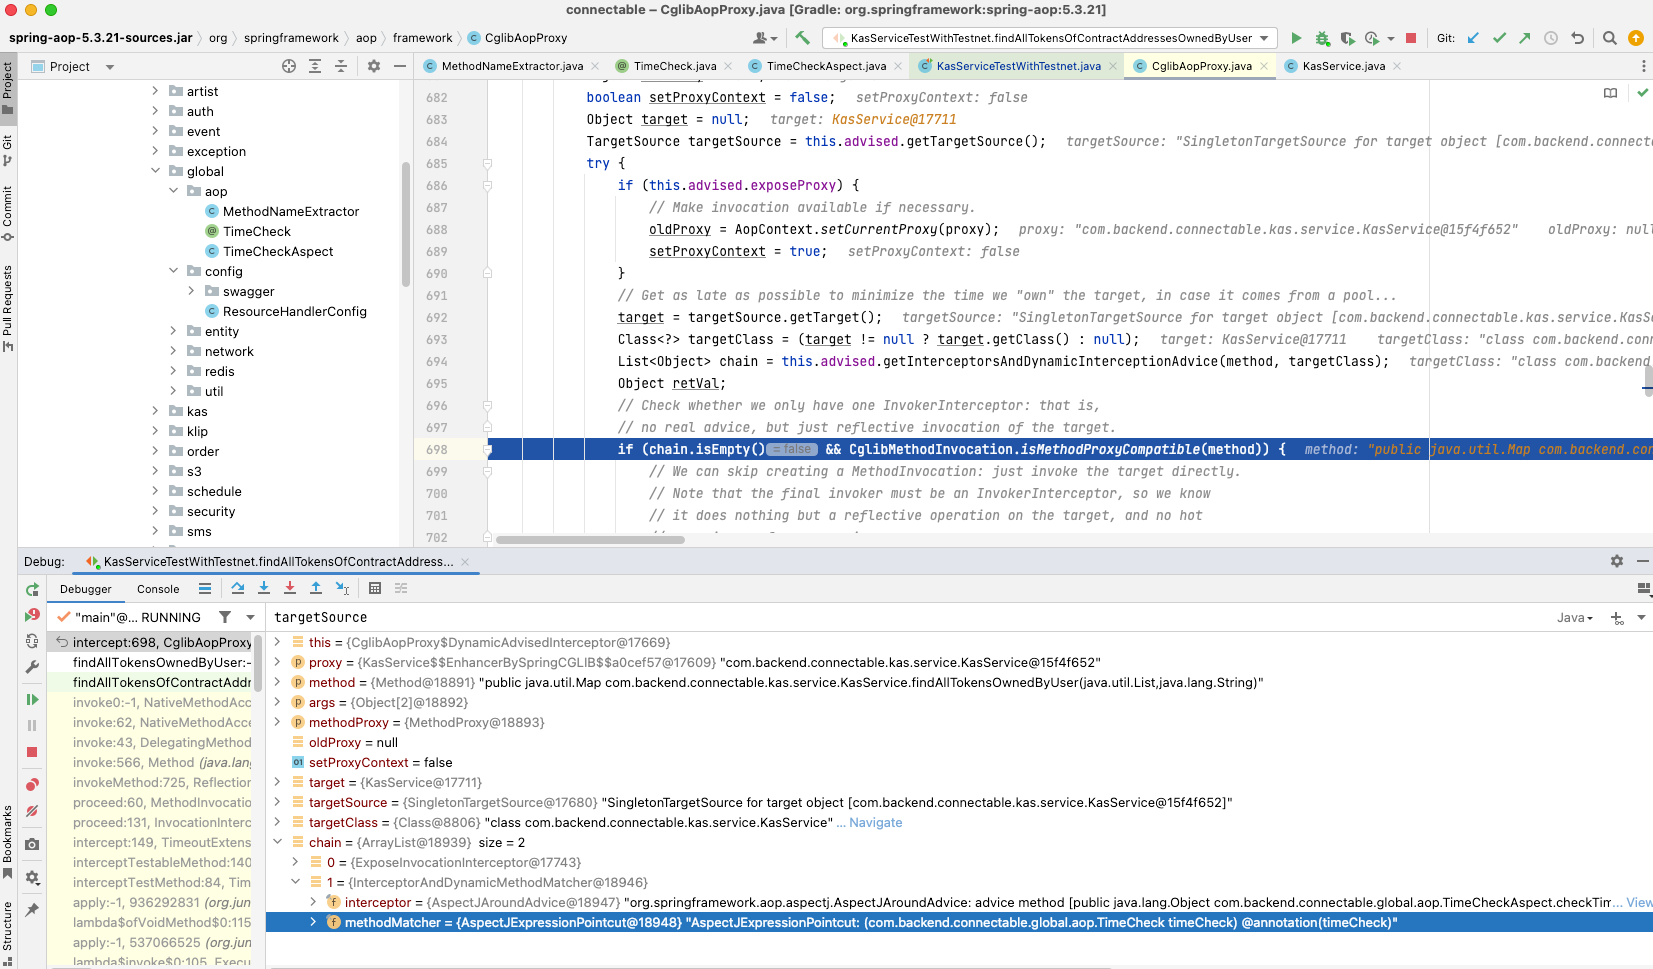 connectable – CglibAopProxy.java [Gradle: org.springframework:spring-aop:5.3.21]
spring-aop-5.3.21-sources.jar org springframework aop framework CglibAopProxy
KasServiceTestWithTestnet.findAllTokensOfContractAddressesOwnedByUser Git:
Project
MethodNameExtractor.java TimeCheck.java TimeCheckAspect.java KasServiceTestWithTestnet.java CglibAopProxy.java KasService.java
Project
Git
Commit
Pull Requests
Bookmarks
Structure
artist
auth
event
exception
global
aop
MethodNameExtractor
TimeCheck
TimeCheckAspect
config
swagger
ResourceHandlerConfig
entity
network
redis
util
kas
klip
order
s3
schedule
security
sms
682 boolean setProxyContext = false; setProxyContext: false
683 Object target = null; target: KasService@17711
684 TargetSource targetSource = this.advised.getTargetSource(); targetSource: "SingletonTargetSource for target object [com.backend.connecta
685 try {
686 if (this.advised.exposeProxy) {
687 // Make invocation available if necessary.
688 oldProxy = AopContext.setCurrentProxy(proxy); proxy: "com.backend.connectable.kas.service.KasService@15f4f652" oldProxy: null
689 setProxyContext = true; setProxyContext: false
690 }
691 // Get as late as possible to minimize the time we "own" the target, in case it comes from a pool...
692 target = targetSource.getTarget(); targetSource: "SingletonTargetSource for target object [com.backend.connectable.kas.service.KasS
693 Class<?> targetClass = (target != null ? target.getClass() : null); target: KasService@17711 targetClass: "class com.backend.conn
694 List<Object> chain = this.advised.getInterceptorsAndDynamicInterceptionAdvice(method, targetClass); targetClass: "class com.backend
695 Object retVal;
696 // Check whether we only have one InvokerInterceptor: that is,
697 // no real advice, but just reflective invocation of the target.
698 if (chain.isEmpty() = false && CglibMethodInvocation.isMethodProxyCompatible(method)) { method: "public java.util.Map com.backend.con
699 // We can skip creating a MethodInvocation: just invoke the target directly.
700 // Note that the final invoker must be an InvokerInterceptor, so we know
701 // it does nothing but a reflective operation on the target, and no hot
702
Debug: KasServiceTestWithTestnet.findAllTokensOfContractAddress...
Debugger Console
"main"@... RUNNING
intercept:698, CglibAopProxy
findAllTokensOwnedByUser:-
findAllTokensOfContractAddr
invoke0:-1, NativeMethodAcc
invoke:62, NativeMethodAcce
invoke:43, DelegatingMethod
invoke:566, Method (java.lan
invokeMethod:725, Reflection
proceed:60, MethodInvocatio
proceed:131, InvocationInterc
intercept:149, TimeoutExtens
interceptTestableMethod:140
interceptTestMethod:84, Tim
apply:-1, 936292831 (org.jun
lambda$ofVoidMethod$0:115
apply:-1, 537066525 (org.jun
lambda$invoke$0:105, Execu
targetSource Java
this = {CglibAopProxy$DynamicAdvisedInterceptor@17669}
proxy = {KasService$$EnhancerBySpringCGLIB$$a0cef57@17609} "com.backend.connectable.kas.service.KasService@15f4f652"
method = {Method@18891} "public java.util.Map com.backend.connectable.kas.service.KasService.findAllTokensOwnedByUser(java.util.List,java.lang.String)"
args = {Object[2]@18892}
methodProxy = {MethodProxy@18893}
oldProxy = null
setProxyContext = false
target = {KasService@17711}
targetSource = {SingletonTargetSource@17680} "SingletonTargetSource for target object [com.backend.connectable.kas.service.KasService@15f4f652]"
targetClass = {Class@8806} "class com.backend.connectable.kas.service.KasService" ... Navigate
chain = {ArrayList@18939} size = 2
0 = {ExposeInvocationInterceptor@17743}
1 = {InterceptorAndDynamicMethodMatcher@18946}
interceptor = {AspectJAroundAdvice@18947} "org.springframework.aop.aspectj.AspectJAroundAdvice: advice method [public java.lang.Object com.backend.connectable.global.aop.TimeCheckAspect.checkTim... View
methodMatcher = {AspectJExpressionPointcut@18948} "AspectJExpressionPointcut: (com.backend.connectable.global.aop.TimeCheck timeCheck) @annotation(timeCheck)"